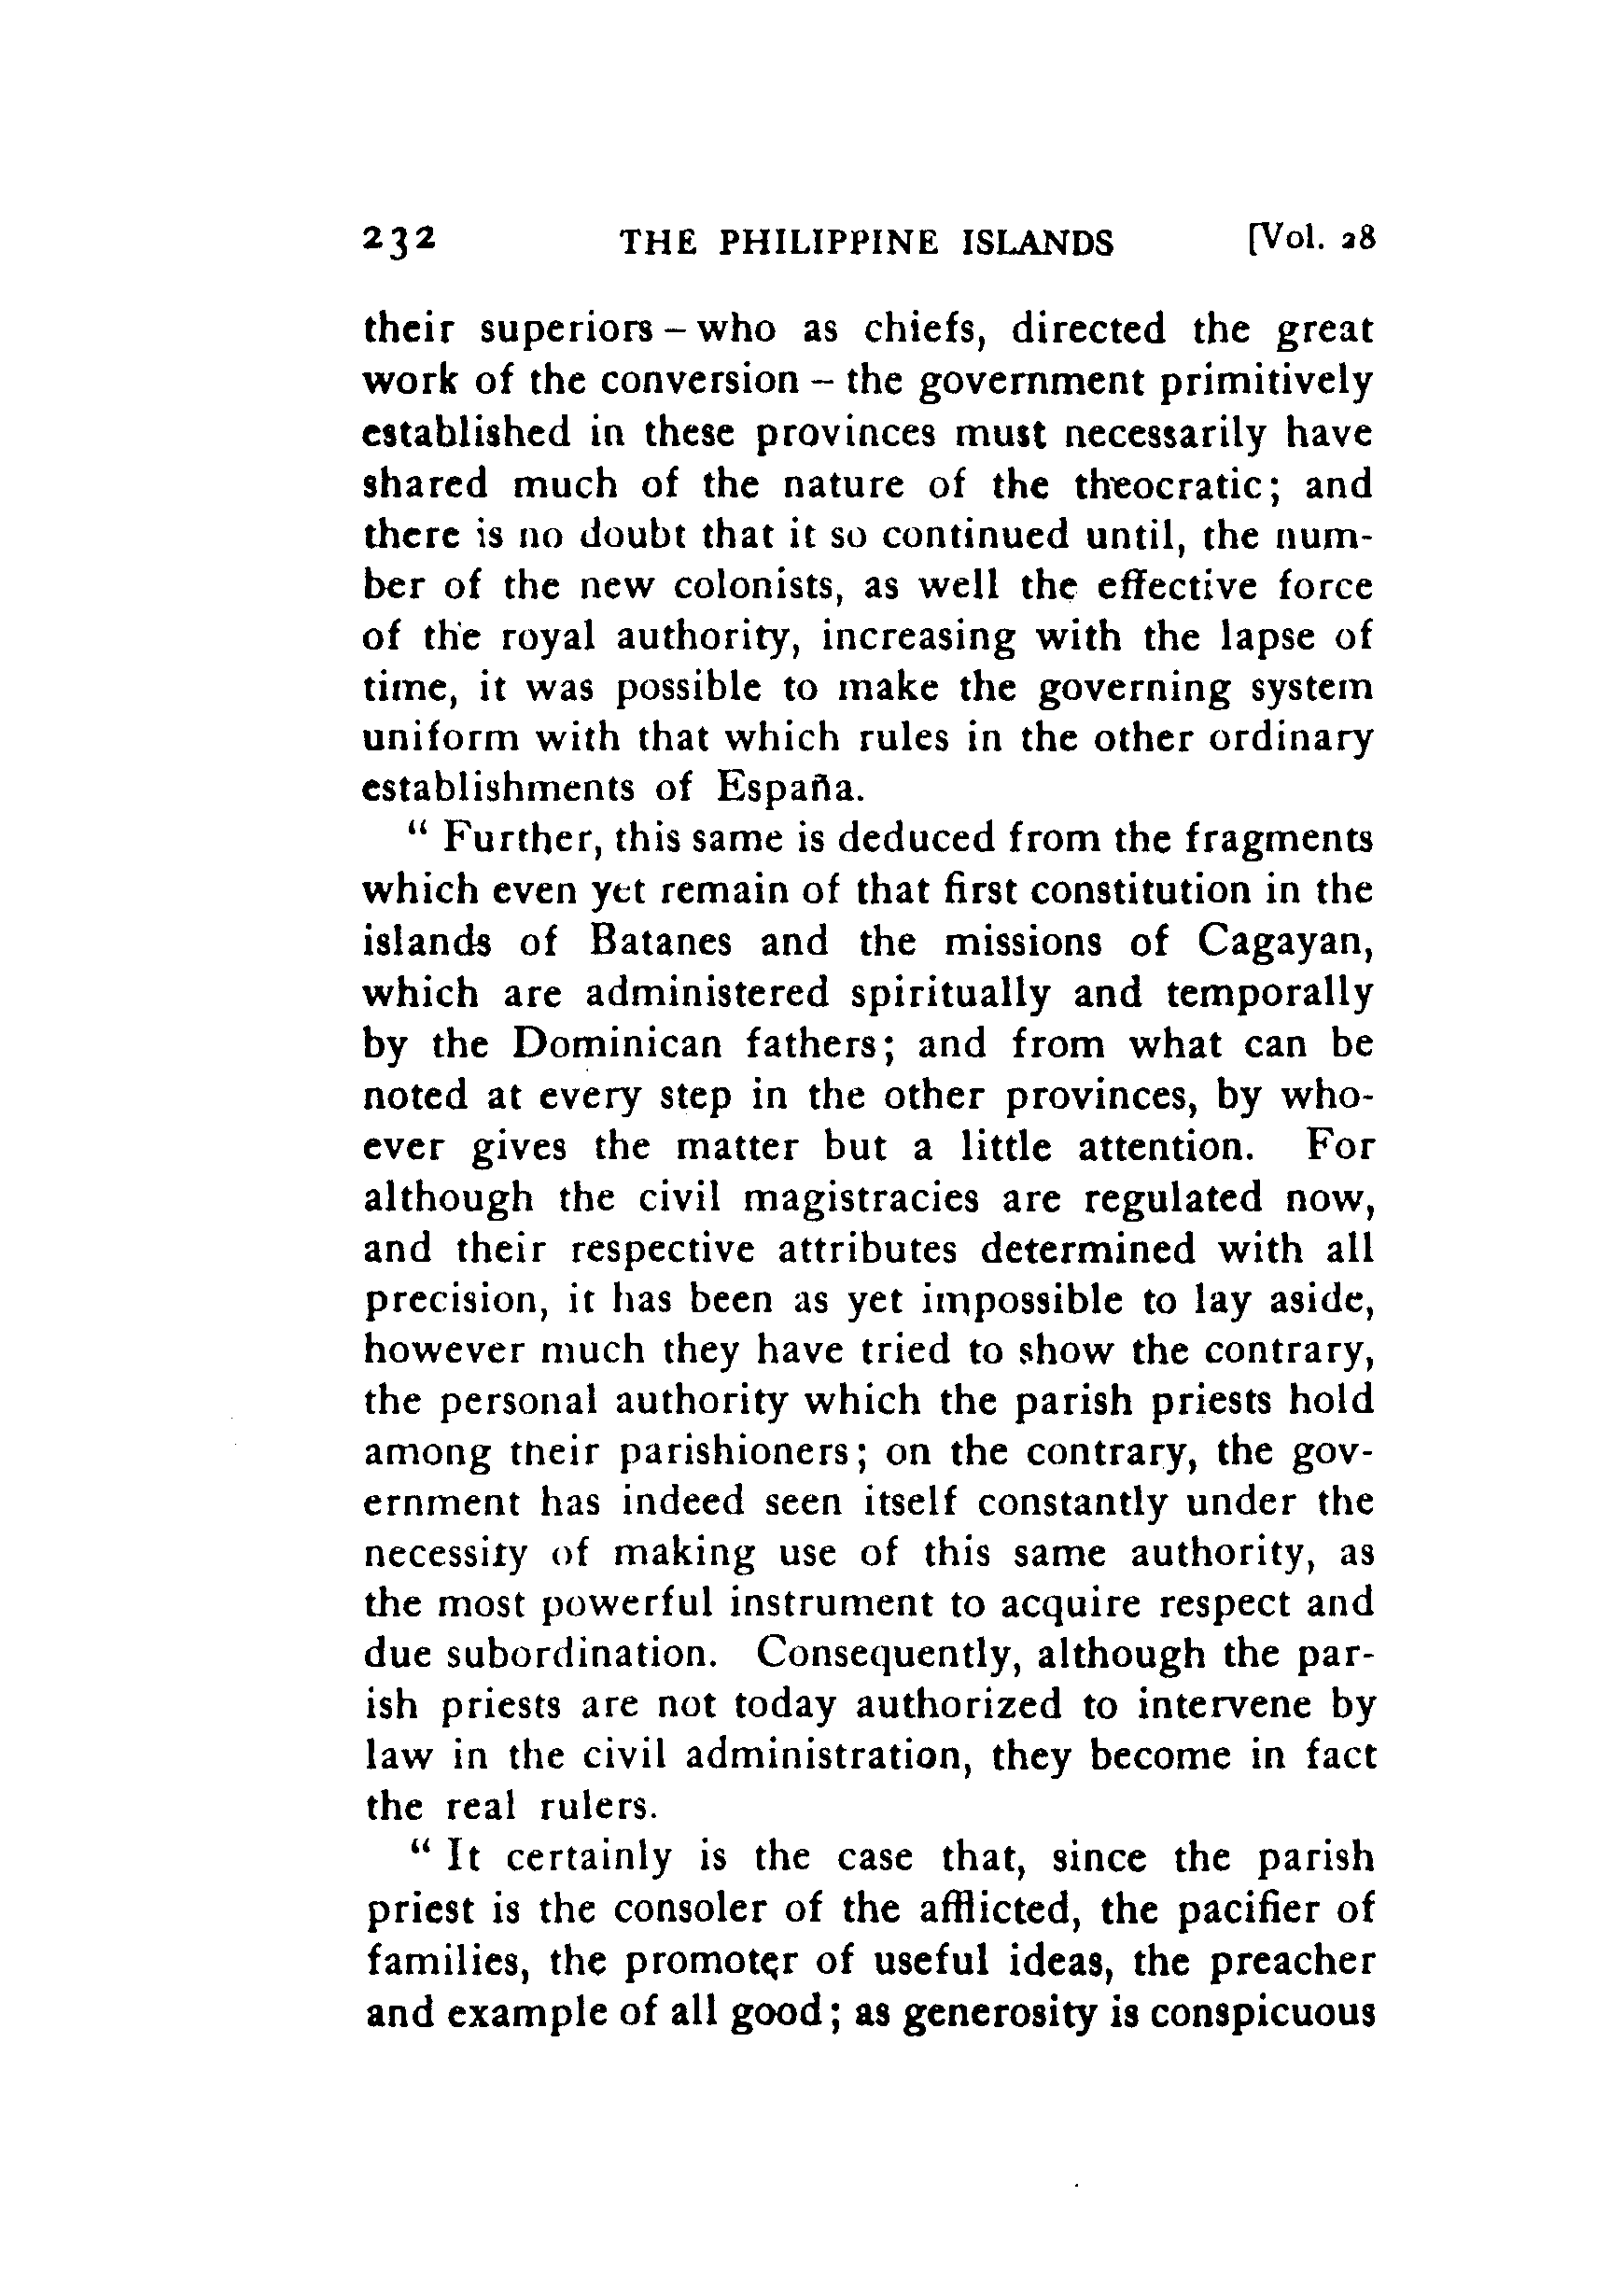 232 THE PHILIPPINE ISLANDS [Vol. 28
their superiors – who as chiefs, directed the great
work of the conversion – the government primitively
established in these provinces must necessarily have
shared much of the nature of the theocratic; and
there is no doubt that it so continued until, the num-
ber of the new colonists, as well the effective force
of the royal authority, increasing with the lapse of
time, it was possible to make the governing system
uniform with that which rules in the other ordinary
establishments of España.
“ Further, this same is deduced from the fragments
which even yet remain of that first constitution in the
islands of Batanes and the missions of Cagayan,
which are administered spiritually and temporally
by the Dominican fathers; and from what can be
noted at every step in the other provinces, by who-
ever gives the matter but a little attention. For
although the civil magistracies are regulated now,
and their respective attributes determined with all
precision, it has been as yet impossible to lay aside,
however much they have tried to show the contrary,
the personal authority which the parish priests hold
among their parishioners; on the contrary, the gov-
ernment has indeed seen itself constantly under the
necessity of making use of this same authority, as
the most powerful instrument to acquire respect and
due subordination. Consequently, although the par-
ish priests are not today authorized to intervene by
law in the civil administration, they become in fact
the real rulers.
“ It certainly is the case that, since the parish
priest is the consoler of the afflicted, the pacifier of
families, the promoter of useful ideas, the preacher
and example of all good; as generosity is conspicuous